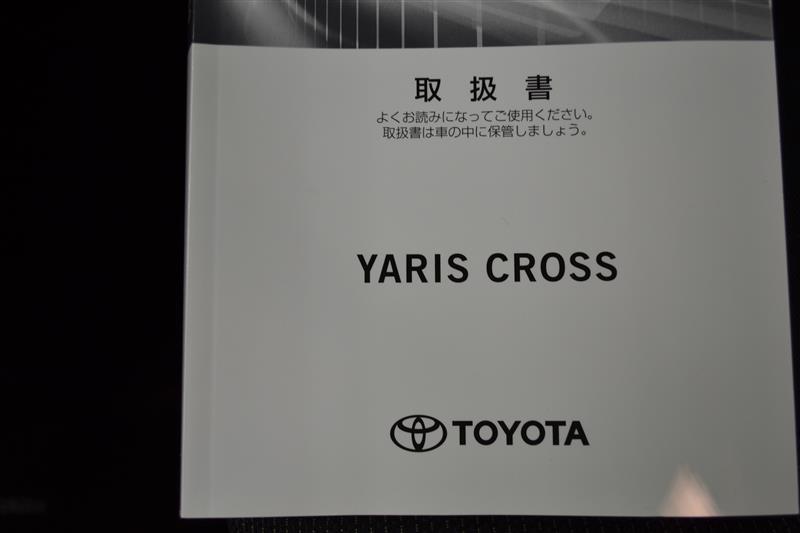 取扱書
よくお読みになってご使用ください。
取扱書は車の中に保管しましょう。
YARIS CROSS
TOYOTA